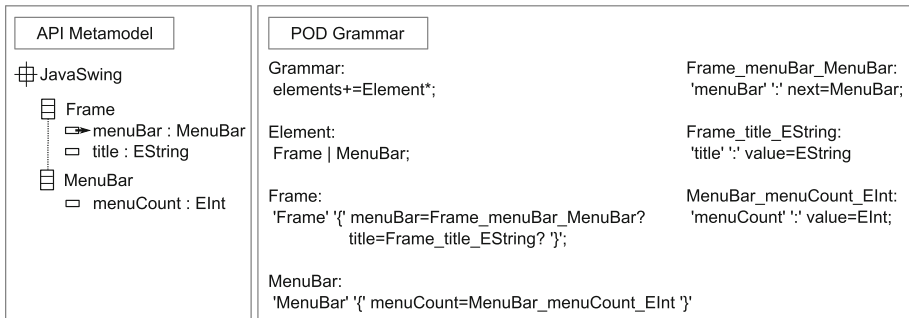 API Metamodel
JavaSwing
Frame
menuBar : MenuBar
title : EString
MenuBar
menuCount : EInt
POD Grammar
Grammar:
elements+=Element*;
Element:
Frame | MenuBar;
Frame:
'Frame' '{' menuBar=Frame_menuBar_MenuBar?
title=Frame_title_EString? '}';
MenuBar:
'MenuBar' '{' menuCount=MenuBar_menuCount_EInt '}'
Frame_menuBar_MenuBar:
'menuBar' ':' next=MenuBar;
Frame_title_EString:
'title' ':' value=EString
MenuBar_menuCount_EInt:
'menuCount' ':' value=EInt;